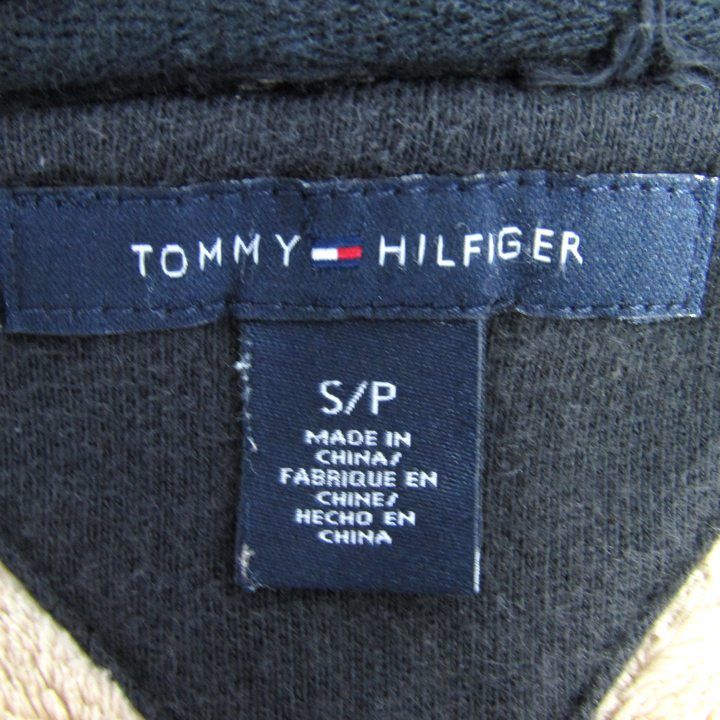 TOMMY HILFIGER
S/P
MADE IN
CHINA/
FABRIQUE EN
CHINE/
HECHO EN
CHINA